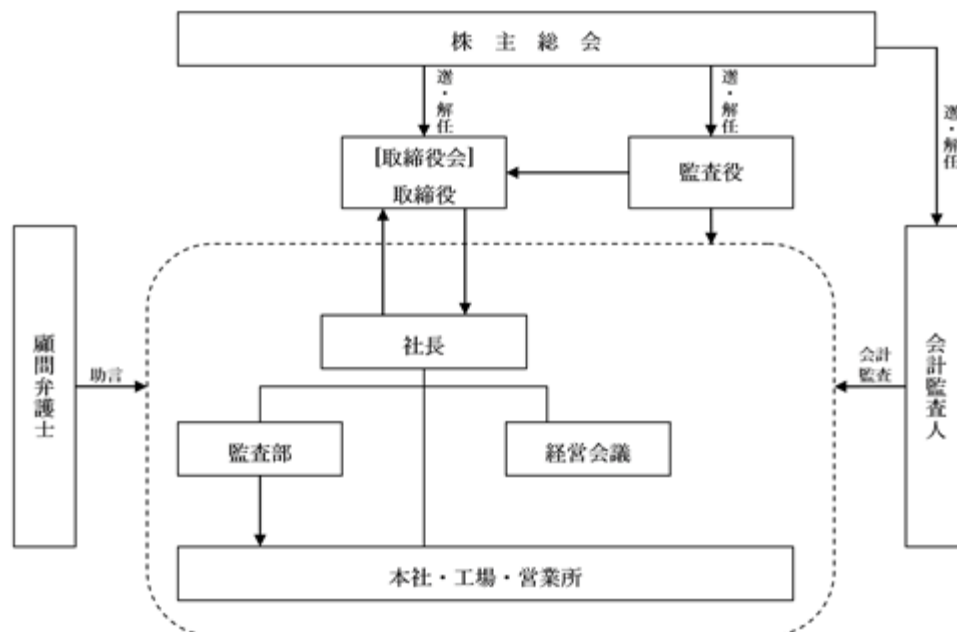 株主総会
選・解任
選・解任
選・解任
[取締役会]
取締役
監査役
社長
顧問弁護士
助言
会計
監査
会計監査人
監査部
経営会議
本社・工場・営業所